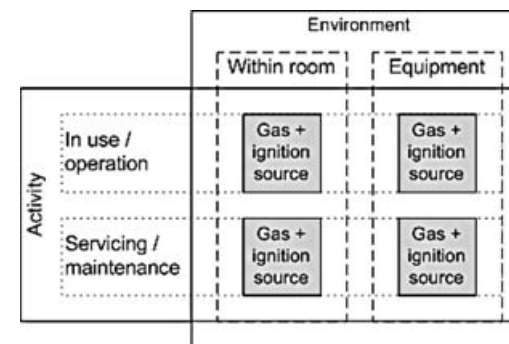 Environment
Within room
Equipment
Activity
In use /
operation
Gas +
ignition
source
Gas +
ignition
source
Servicing /
maintenance
Gas +
ignition
source
Gas +
ignition
source